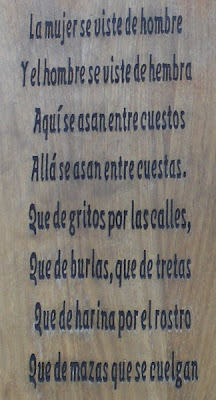 La mujer se viste de hombre
Y el hombre se viste de hembra
Aquí se asan entre cuestos
Allá se asan entre cuestas.
Que de gritos por las calles,
Que de burlas, que de tretas
Que de harina por el rostro
Que de mazas que se cuelgan